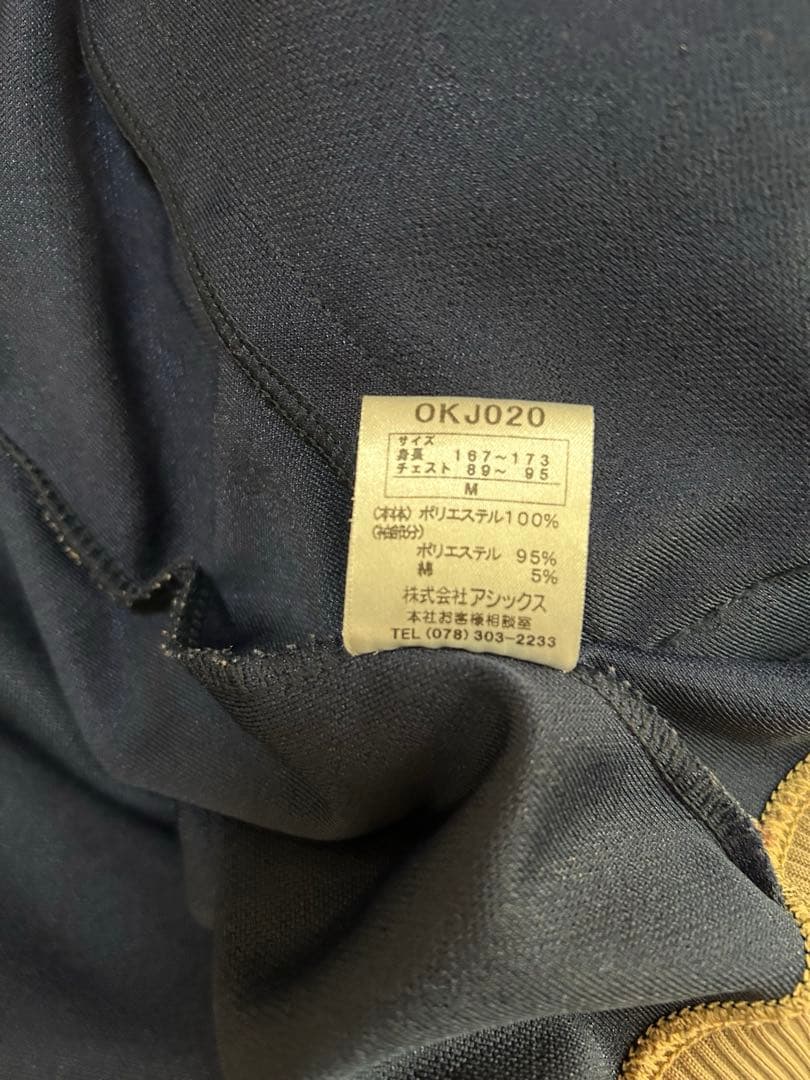 OKJ020
サイズ
身長 167～173
チェスト 89～ 95
M
(本体) ポリエステル100%
(袖部分)
ポリエステル 95%
綿 5%
株式会社アシックス
本社お客様相談室
TEL (078) 303-2233